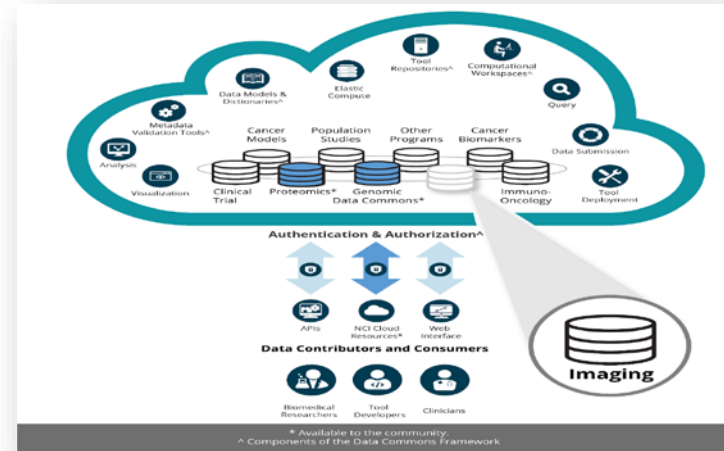 Tool
Repositories^
Computational
Workspaces^
Elastic
Compute
Data Models &
Dictionaries^
Query
Metadata
Validation Tools^
Data Submission
Analysis
Visualization
Tool
Deployment
Cancer
Models
Population
Studies
Other
Programs
Cancer
Biomarkers
Clinical
Trial
Proteomics*
Genomic
Data Commons*
Immuno-
Oncology
Authentication & Authorization^
APIs
NCI Cloud
Resources*
Web
Interface
Imaging
Data Contributors and Consumers
Biomedical
Researchers
Tool
Developers
Clinicians
* Available to the community.
^ Components of the Data Commons Framework